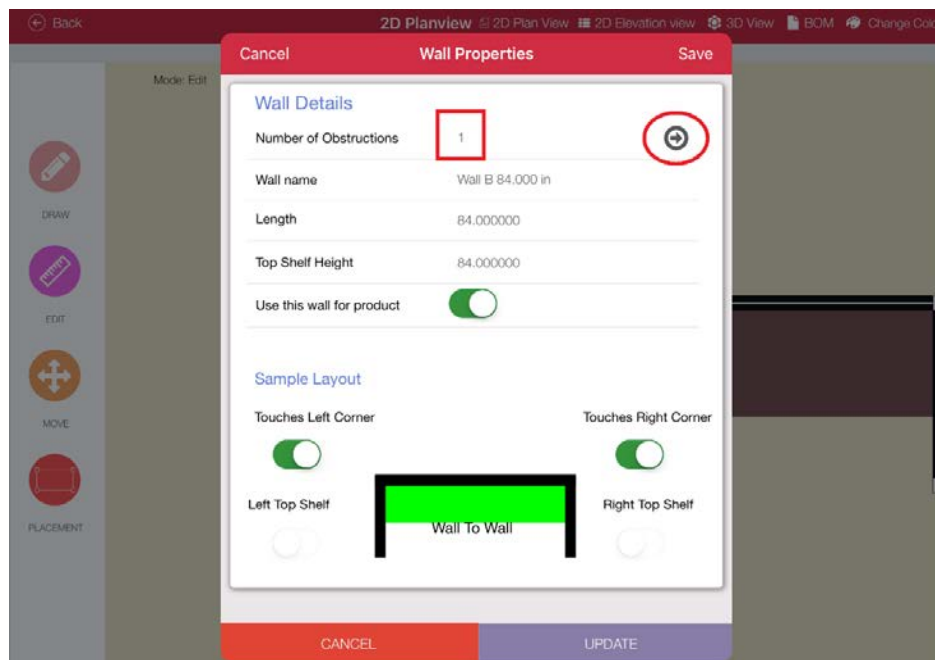 Back
2D Planview 2D Plan View 2D Elevation view 3D View BOM Change Colo
Cancel Wall Properties Save
Mode: Edit
Wall Details
Number of Obstructions 1
Wall name Wall B 84.000 in
DRAW
Length 84.000000
Top Shelf Height 84.000000
Use this wall for product
EDIT
Sample Layout
Touches Left Corner Touches Right Corner
MOVE
Left Top Shelf Right Top Shelf
Wall To Wall
PLACEMENT
CANCEL UPDATE